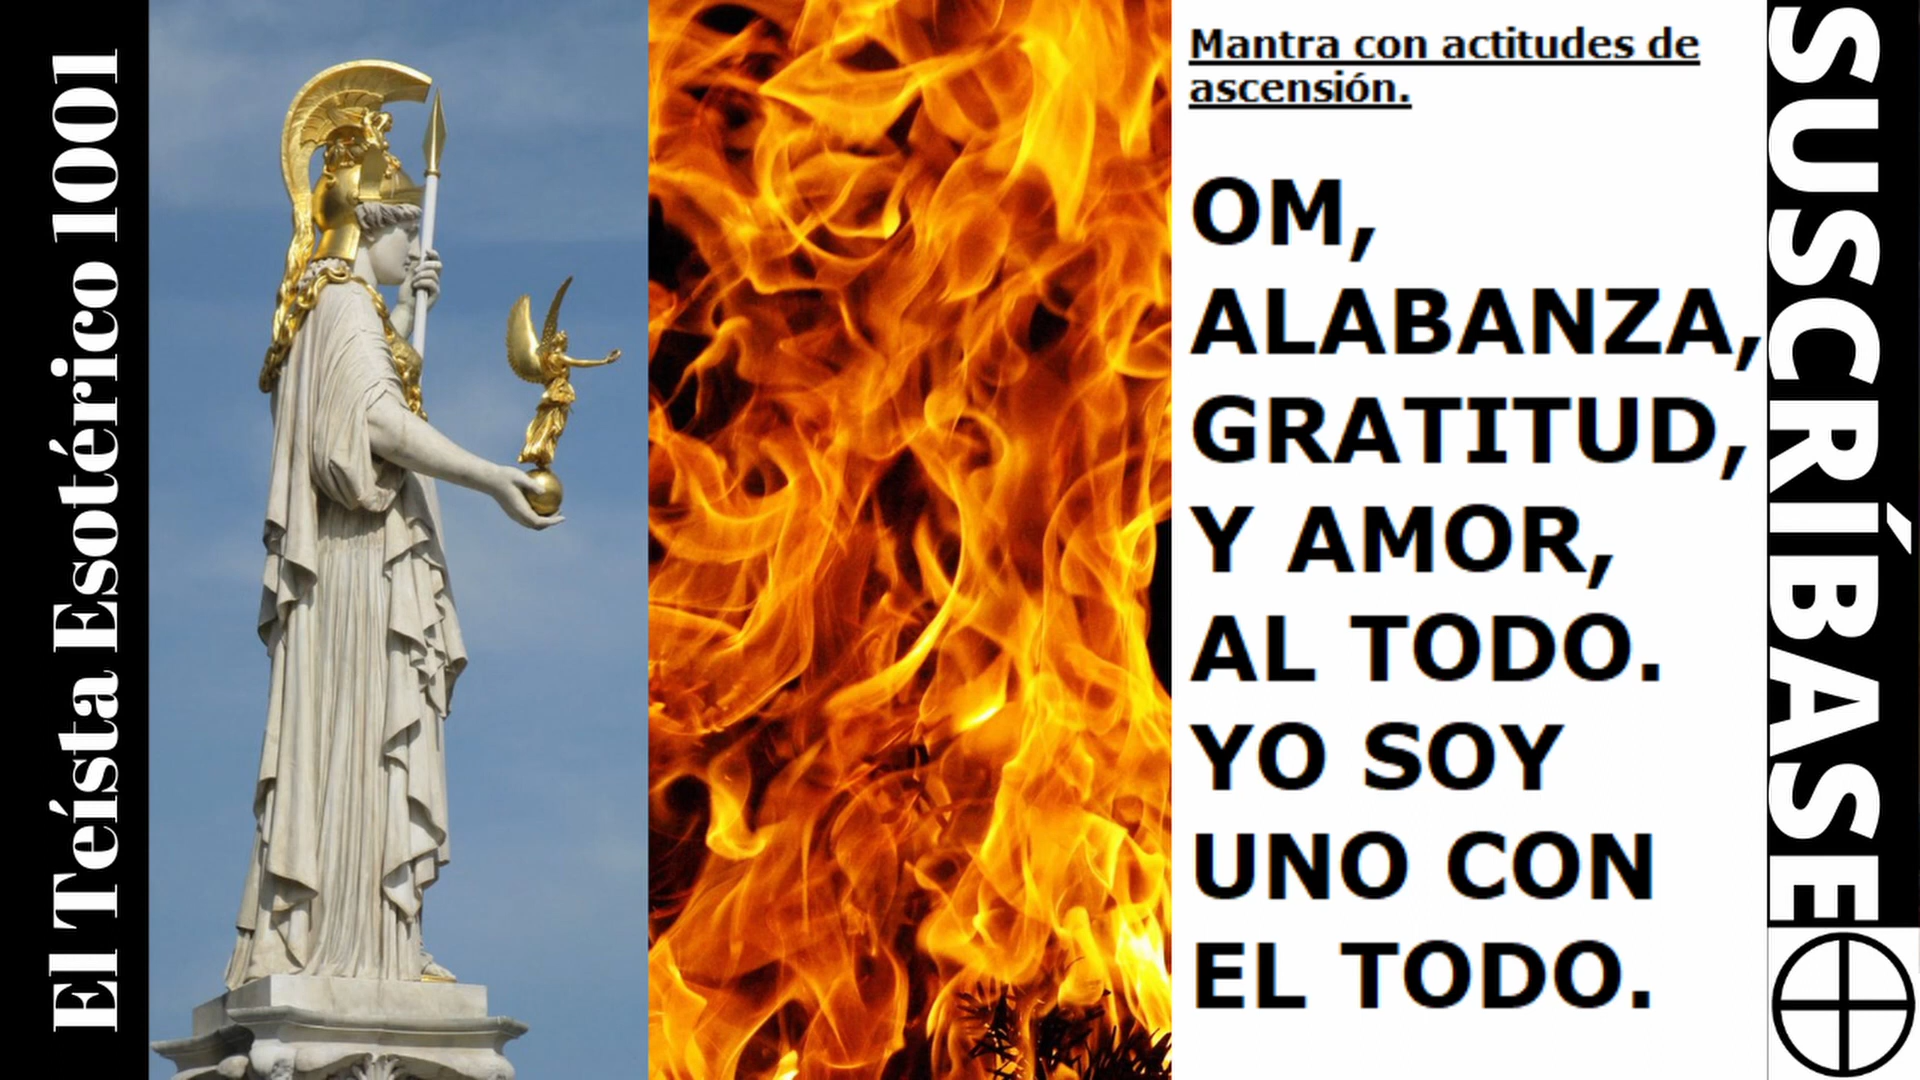 El Teísta Esotérico 1001
Mantra con actitudes de
ascensión.
OM,
ALABANZA,
GRATITUD,
Y AMOR,
AL TODO.
YO SOY
UNO CON
EL TODO.
SUSCRÍBASE